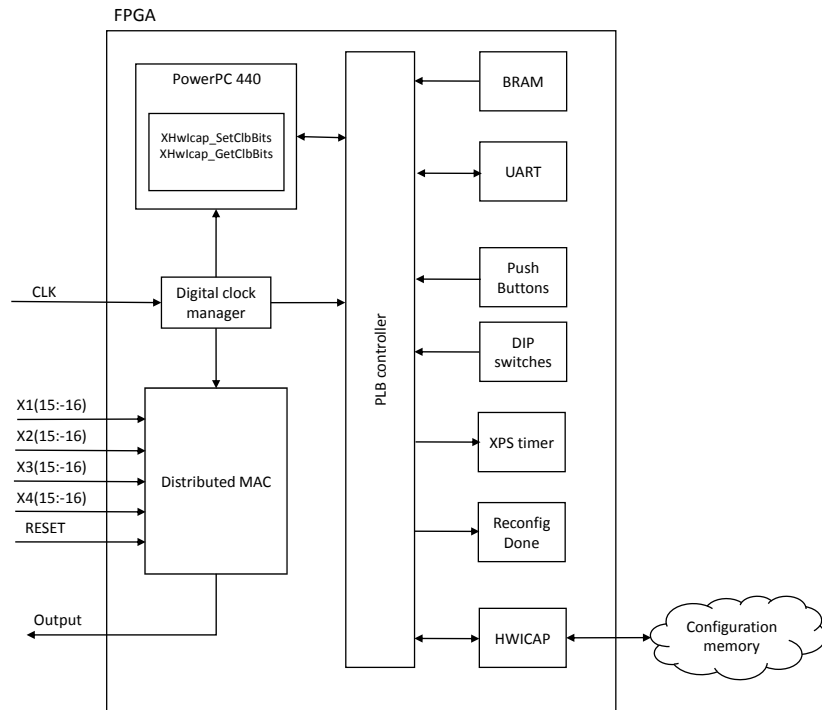 FPGA
PowerPC 440
XHwIcap_SetClbBits
XHwIcap_GetClbBits
CLK
Digital clock
manager
X1(15:-16)
X2(15:-16)
X3(15:-16)
X4(15:-16)
RESET
Distributed MAC
Output
PLB controller
BRAM
UART
Push
Buttons
DIP
switches
XPS timer
Reconfig
Done
HWICAP
Configuration
memory